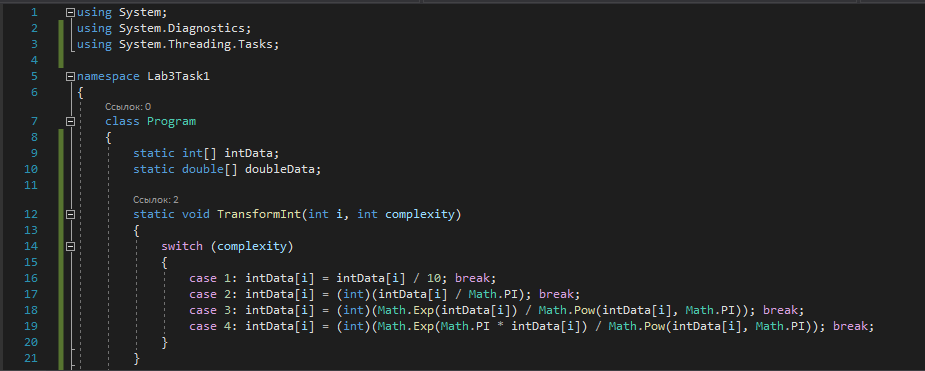 1 using System;
2 using System.Diagnostics;
3 using System.Threading.Tasks;
4
5 namespace Lab3Task1
6 {
Ссылок: 0
7 class Program
8 {
9 static int[] intData;
10 static double[] doubleData;
11
Ссылок: 2
12 static void TransformInt(int i, int complexity)
13 {
14 switch (complexity)
15 {
16 case 1: intData[i] = intData[i] / 10; break;
17 case 2: intData[i] = (int)(intData[i] / Math.PI); break;
18 case 3: intData[i] = (int)(Math.Exp(intData[i]) / Math.Pow(intData[i], Math.PI)); break;
19 case 4: intData[i] = (int)(Math.Exp(Math.PI * intData[i]) / Math.Pow(intData[i], Math.PI)); break;
20 }
21 }